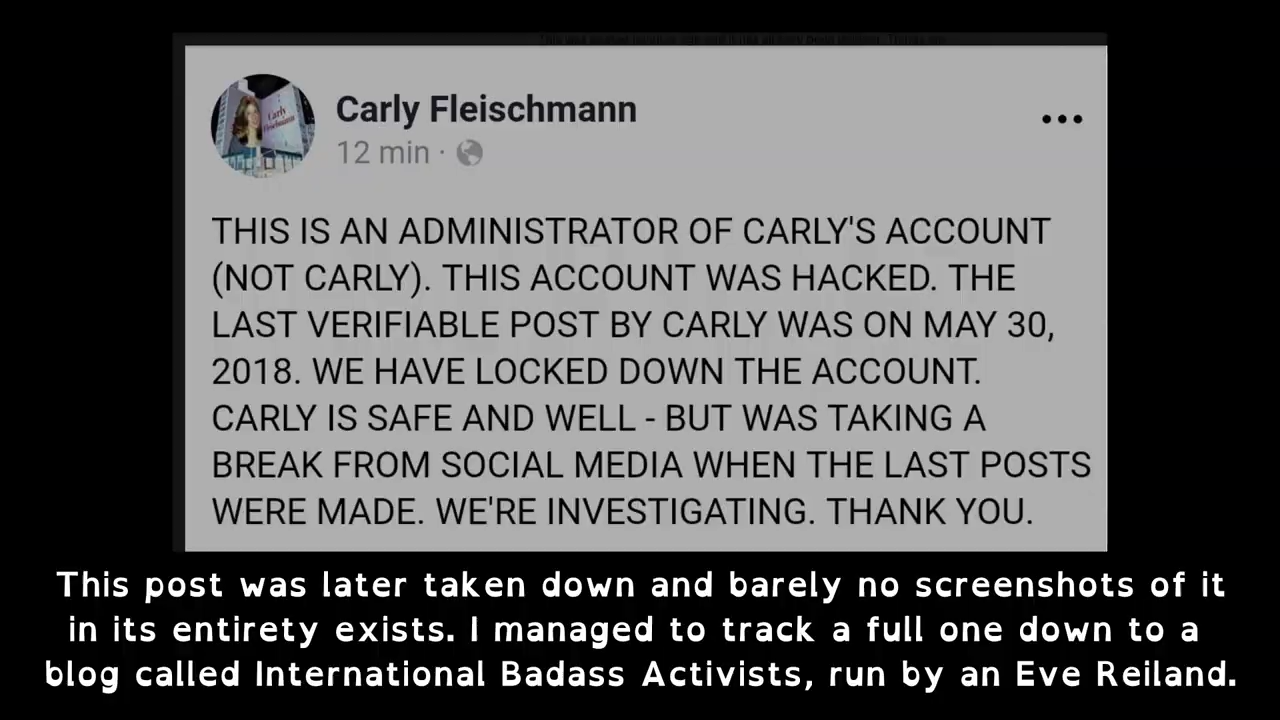 Carly Fleischmann
12 min ·
THIS IS AN ADMINISTRATOR OF CARLY'S ACCOUNT
(NOT CARLY). THIS ACCOUNT WAS HACKED. THE
LAST VERIFIABLE POST BY CARLY WAS ON MAY 30,
2018. WE HAVE LOCKED DOWN THE ACCOUNT.
CARLY IS SAFE AND WELL - BUT WAS TAKING A
BREAK FROM SOCIAL MEDIA WHEN THE LAST POSTS
WERE MADE. WE'RE INVESTIGATING. THANK YOU.
This post was later taken down and barely no screenshots of it
in its entirety exists. I managed to track a full one down to a
blog called International Badass Activists, run by an Eve Reiland.